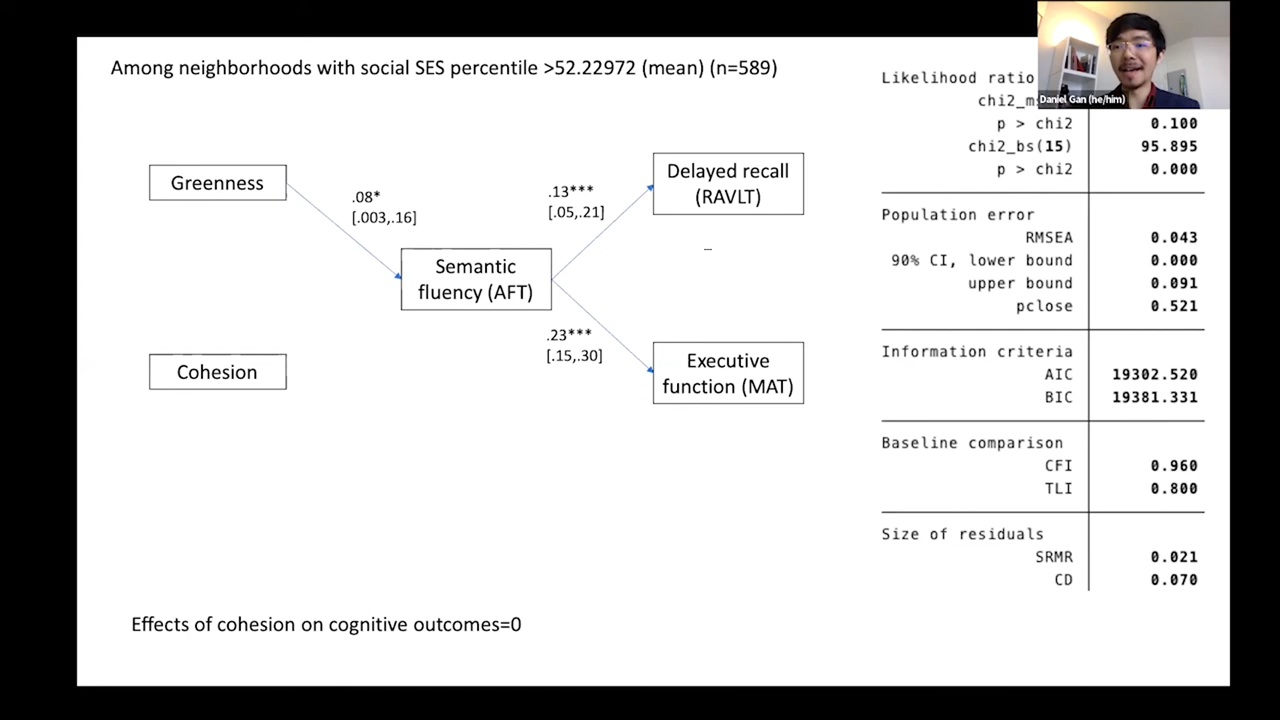 Among neighborhoods with social SES percentile >52.22972 (mean) (n=589)
Daniel Gan (he/him)
Greenness
.08*
[.003,.16]
Semantic
fluency (AFT)
.13***
[.05,.21]
Delayed recall
(RAVLT)
.23***
[.15,.30]
Executive
function (MAT)
Cohesion
Effects of cohesion on cognitive outcomes=0
Likelihood ratio
p > chi2 0.100
chi2_bs(15) 95.895
p > chi2 0.000
Population error
RMSEA 0.043
90% CI, lower bound 0.000
upper bound 0.091
pclose 0.521
Information criteria
AIC 19302.520
BIC 19381.331
Baseline comparison
CFI 0.960
TLI 0.800
Size of residuals
SRMR 0.021
CD 0.070